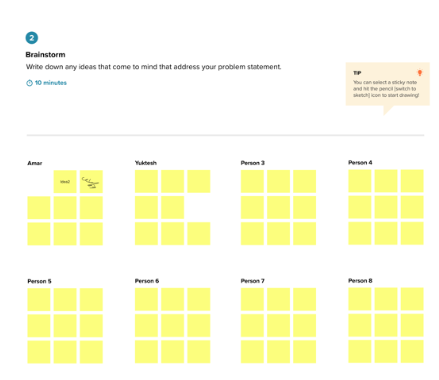 2
Brainstorm
Write down any ideas that come to mind that address your problem statement.
10 minutes
TIP
You can select a sticky note
and hit the pencil [switch to
sketch] icon to start drawing!
Amar
Yuktesh
Person 3
Person 4
Person 5
Person 6
Person 7
Person 8